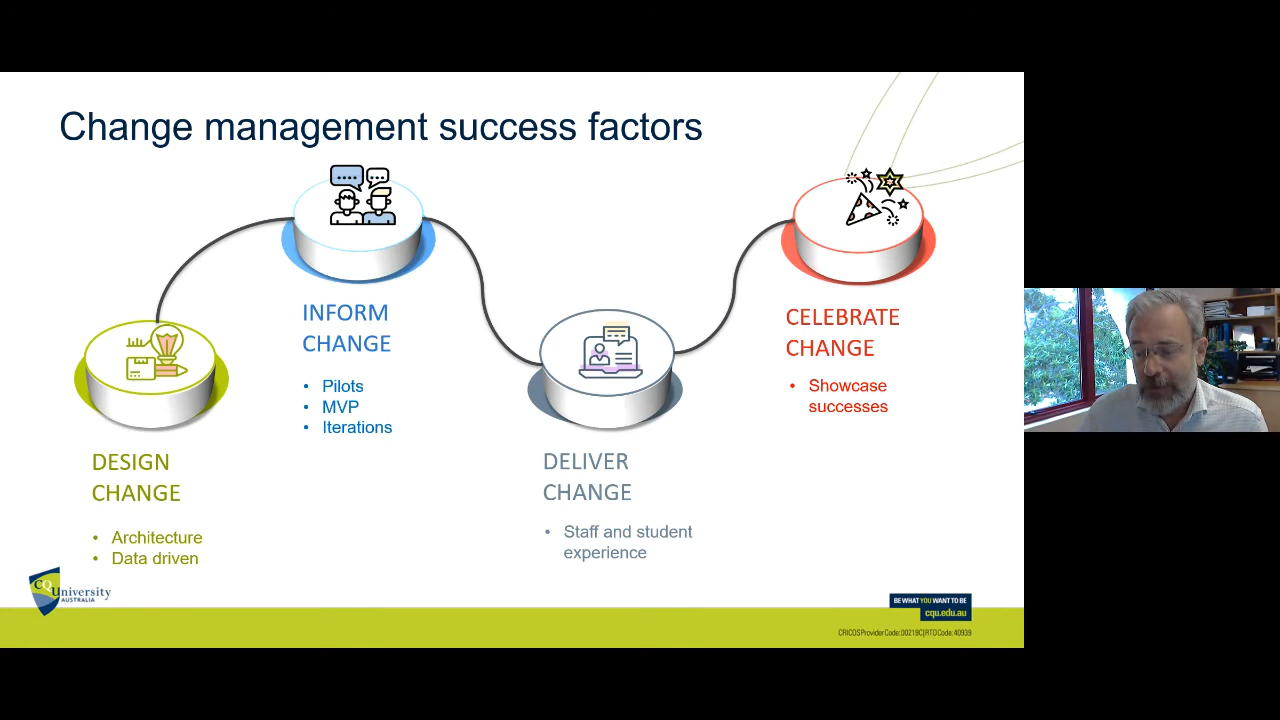 Change management success factors
INFORM
CHANGE
• Pilots
• MVP
• Iterations
CELEBRATE
CHANGE
• Showcase
successes
DESIGN
CHANGE
• Architecture
• Data driven
DELIVER
CHANGE
• Staff and student
experience
CQUniversity
AUSTRALIA
BE WHAT YOU WANT TO BE
cqu.edu.au
CRICOS Provider Code: 00219C | RTO Code: 40939